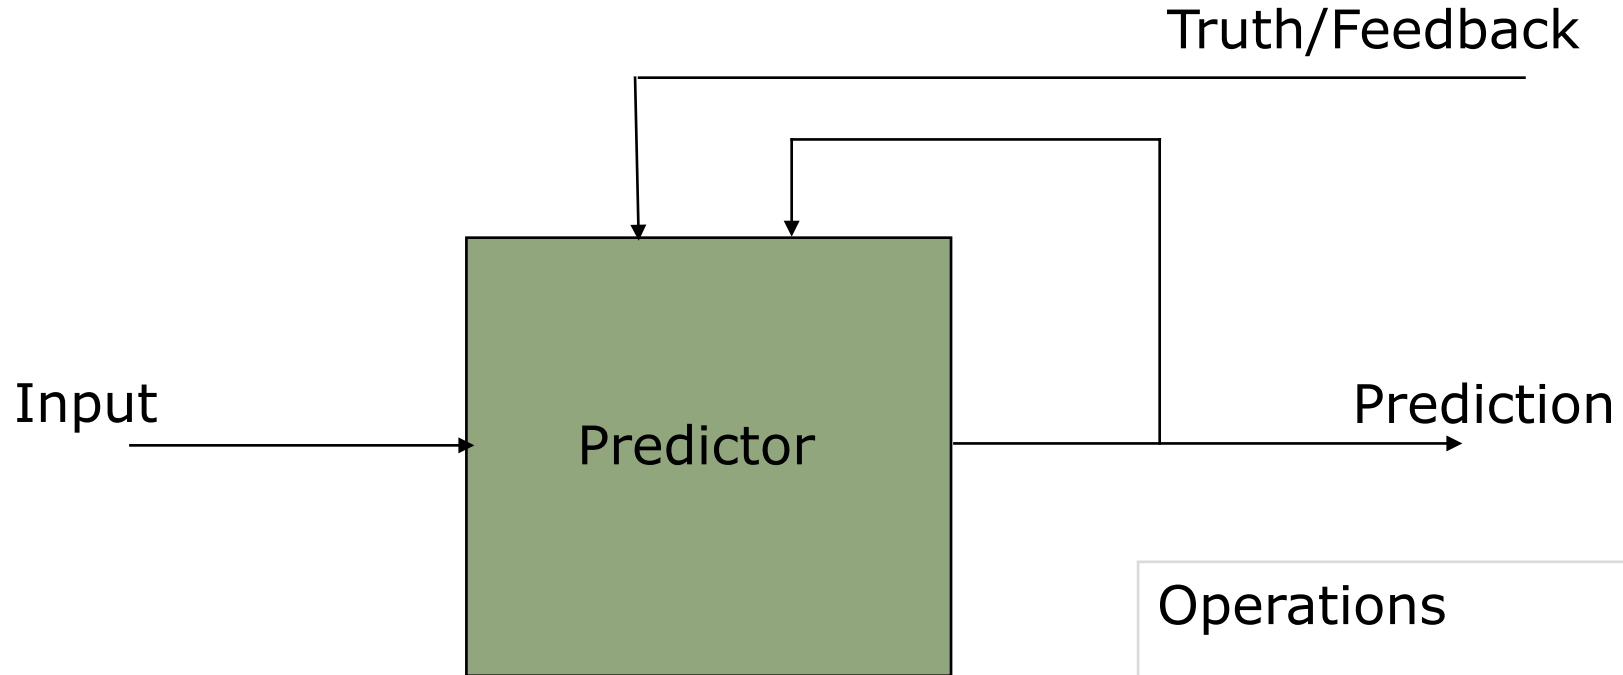 Truth/Feedback
Input
Prediction
Predictor
Operations